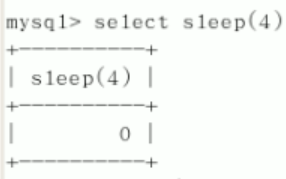 mysql> select sleep(4)
+----------+
| sleep(4) |
+----------+
|        0 |
+----------+